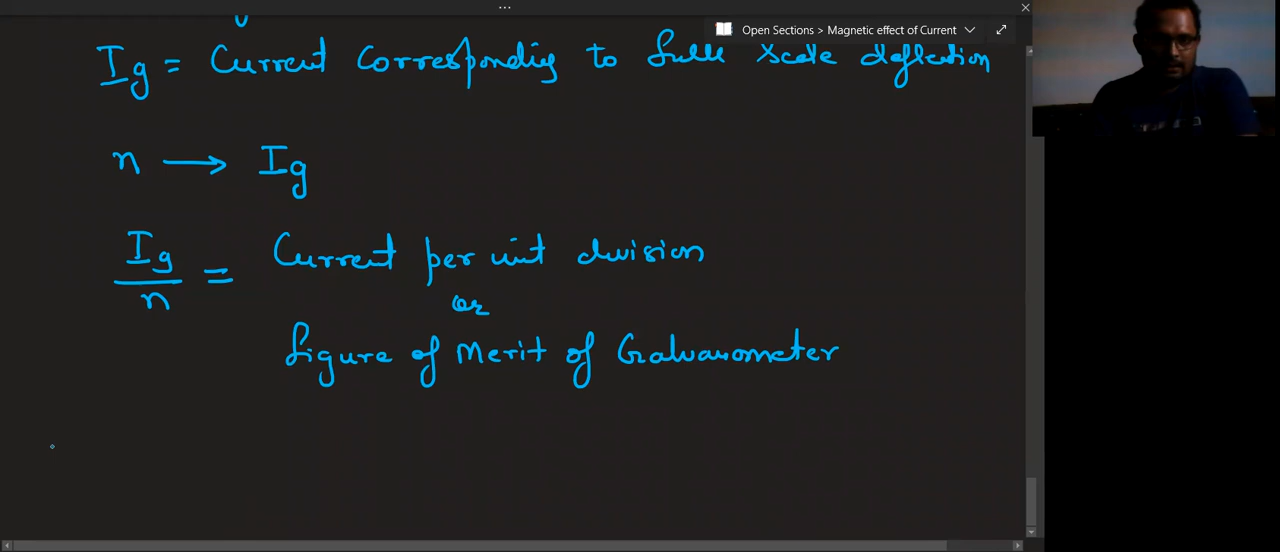 Open Sections > Magnetic effect of Current
Ig = Current Corresponding to full scale deflection
n → Ig
Ig/n = Current per unit division
or
figure of Merit of Galvanometer